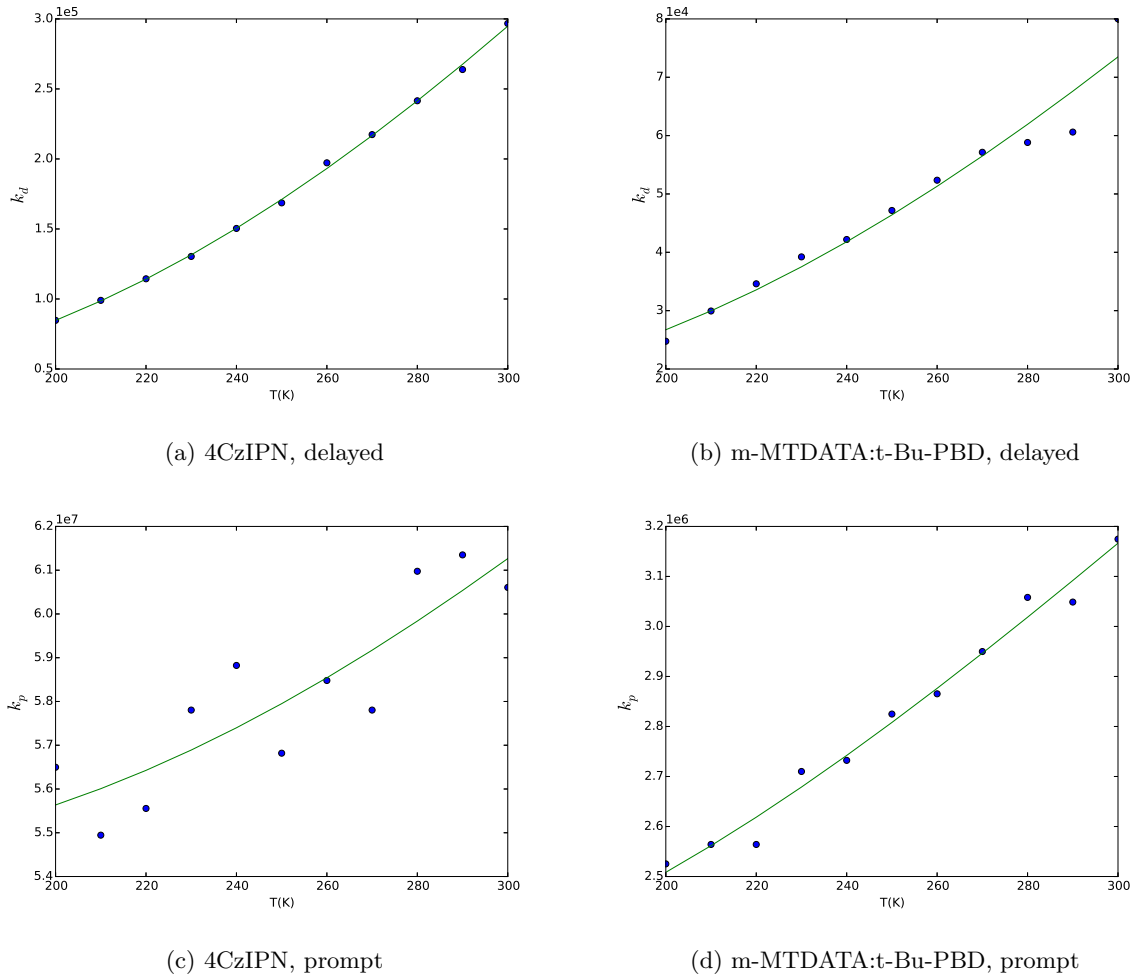 1e5
3.0
2.5
2.0
1.5
1.0
0.5
200 220 240 260 280 300
T(K)
k_d
(a) 4CzIPN, delayed
1e4
8
7
6
5
4
3
2
200 220 240 260 280 300
T(K)
k_d
(b) m-MTDATA:t-Bu-PBD, delayed
1e7
6.2
6.1
6.0
5.9
5.8
5.7
5.6
5.5
5.4
200 220 240 260 280 300
T(K)
k_p
(c) 4CzIPN, prompt
1e6
3.2
3.1
3.0
2.9
2.8
2.7
2.6
2.5
200 220 240 260 280 300
T(K)
k_p
(d) m-MTDATA:t-Bu-PBD, prompt